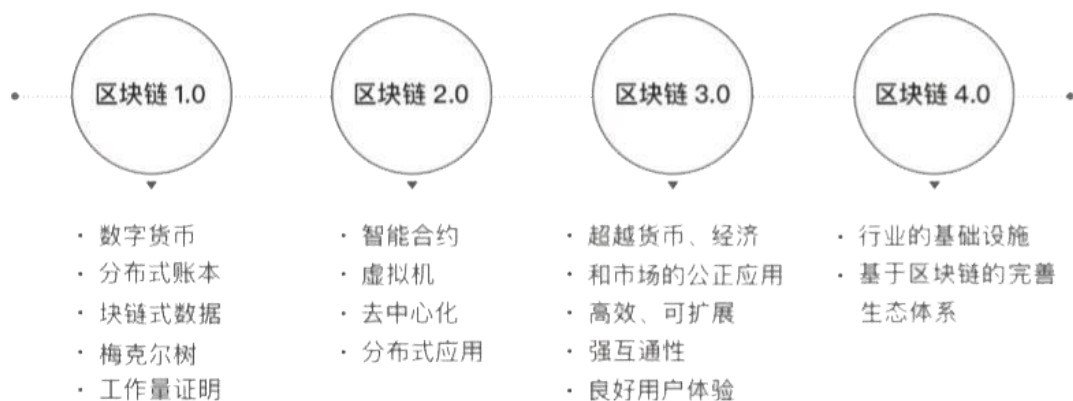 区块链 1.0
区块链 2.0
区块链 3.0
区块链 4.0
· 数字货币
· 分布式账本
· 块链式数据
· 梅克尔树
· 工作量证明
· 智能合约
· 虚拟机
· 去中心化
· 分布式应用
· 超越货币、经济
· 和市场的公正应用
· 高效、可扩展
· 强互通性
· 良好用户体验
· 行业的基础设施
· 基于区块链的完善
生态体系